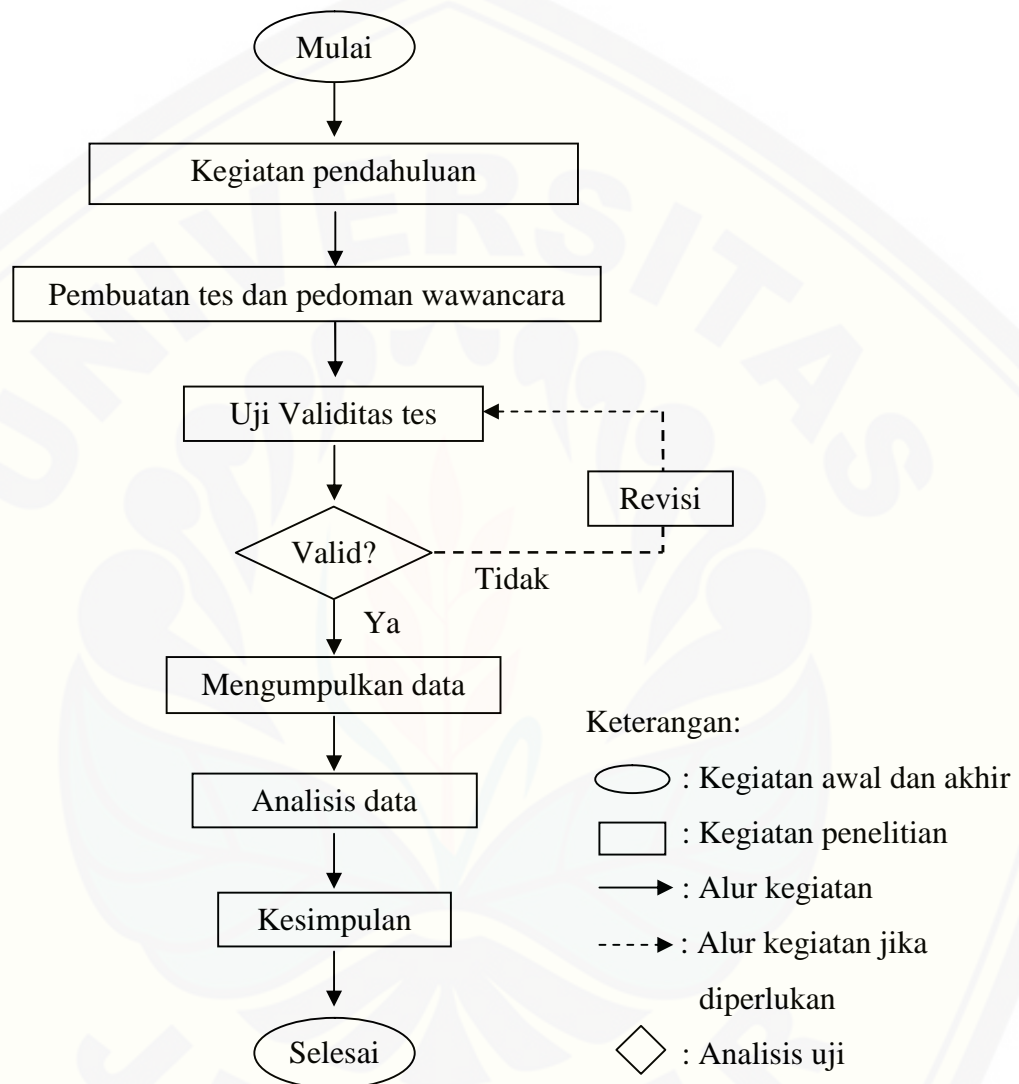 Mulai
Kegiatan pendahuluan
Pembuatan tes dan pedoman wawancara
Uji Validitas tes
Revisi
Valid?
Tidak
Ya
Mengumpulkan data
Analisis data
Kesimpulan
Selesai
Keterangan:
: Kegiatan awal dan akhir
: Kegiatan penelitian
: Alur kegiatan
: Alur kegiatan jika
diperlukan
: Analisis uji
UNIVERSITAS